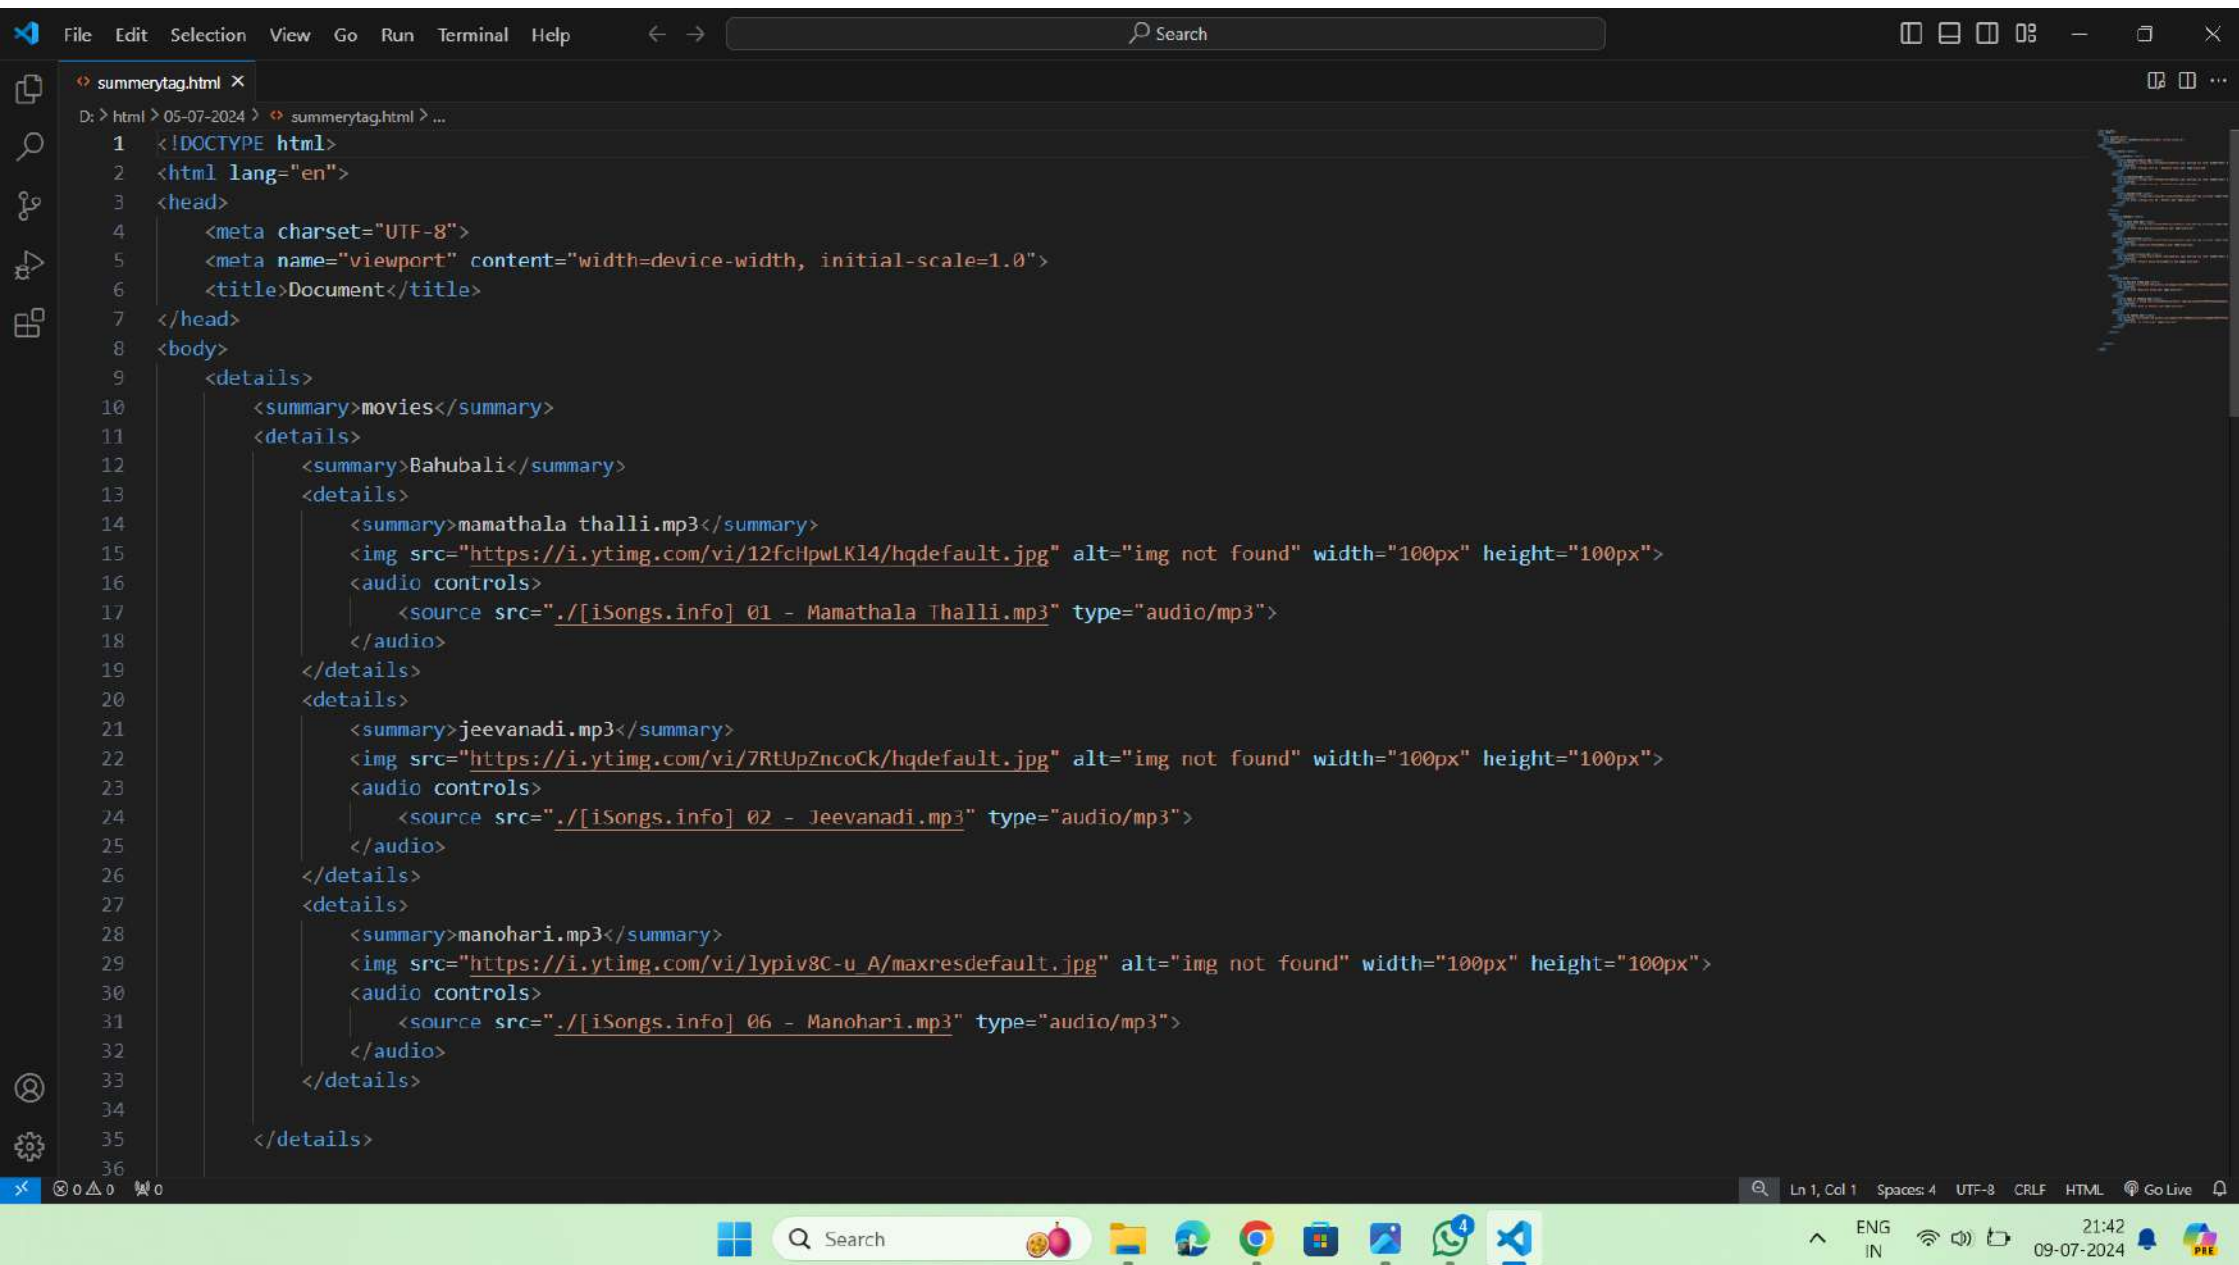 File Edit Selection View Go Run Terminal Help Search
summerytag.html
D: > html > 05-07-2024 > summerytag.html > ...
1 <!DOCTYPE html>
2 <html lang="en">
3 <head>
4 <meta charset="UTF-8">
5 <meta name="viewport" content="width=device-width, initial-scale=1.0">
6 <title>Document</title>
7 </head>
8 <body>
9 <details>
10 <summary>movies</summary>
11 <details>
12 <summary>Bahubali</summary>
13 <details>
14 <summary>mamathala thalli.mp3</summary>
15 <img src="https://i.ytimg.com/vi/12fcHpwLKl4/hqdefault.jpg" alt="img not found" width="100px" height="100px">
16 <audio controls>
17 <source src="./[iSongs.info] 01 - Mamathala Thalli.mp3" type="audio/mp3">
18 </audio>
19 </details>
20 <details>
21 <summary>jeevanadi.mp3</summary>
22 <img src="https://i.ytimg.com/vi/7RtUpZncoCk/hqdefault.jpg" alt="img not found" width="100px" height="100px">
23 <audio controls>
24 <source src="./[iSongs.info] 02 - Jeevanadi.mp3" type="audio/mp3">
25 </audio>
26 </details>
27 <details>
28 <summary>manohari.mp3</summary>
29 <img src="https://i.ytimg.com/vi/lypiv8C-u_A/maxresdefault.jpg" alt="img not found" width="100px" height="100px">
30 <audio controls>
31 <source src="./[iSongs.info] 06 - Manohari.mp3" type="audio/mp3">
32 </audio>
33 </details>
34
35 </details>
36
0 0 0 Ln 1, Col 1 Spaces: 4 UTF-8 CRLF HTML Go Live
Search 4 ENG 21:42
IN 09-07-2024 PRE